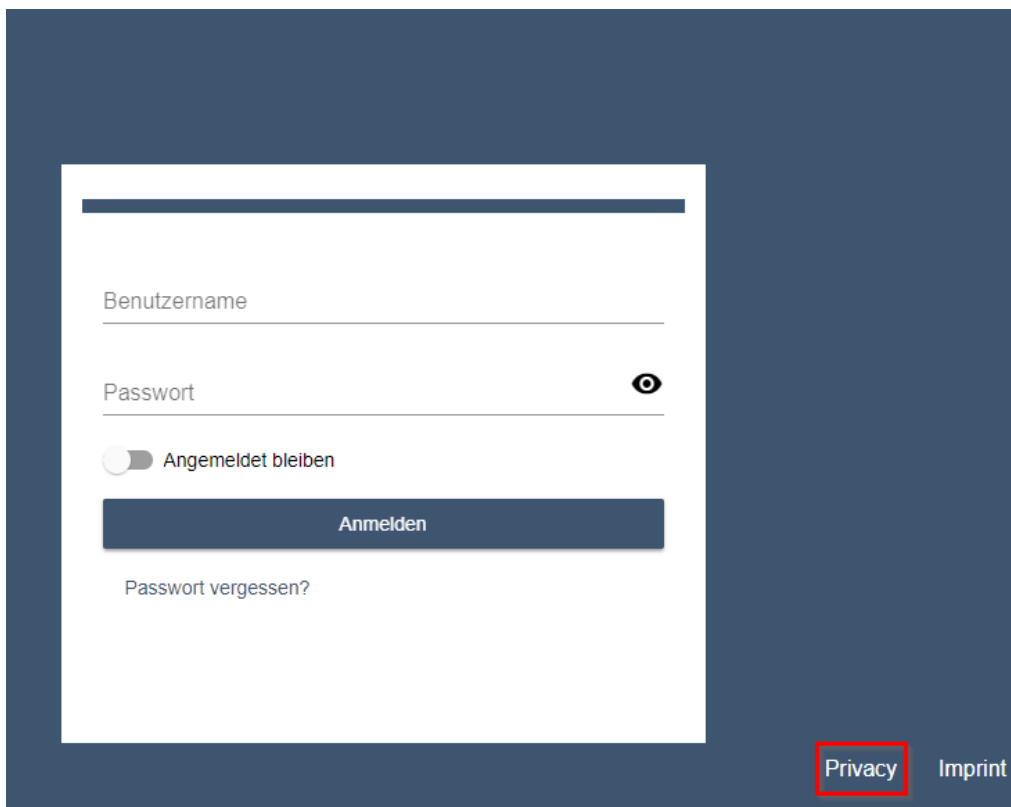 Benutzername
Passwort
Angemeldet bleiben
Anmelden
Passwort vergessen?
Privacy Imprint